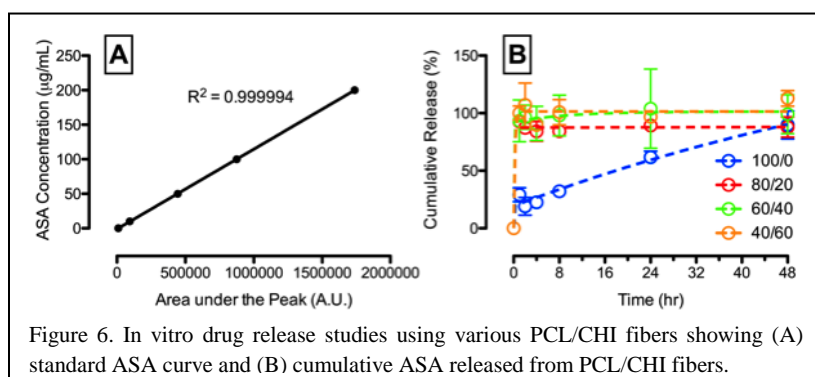 A
ASA Concentration (µg/mL)
250
200
150
100
50
0
R² = 0.999994
0 500000 1000000 1500000 2000000
Area under the Peak (A.U.)
B
Cumulative Release (%)
150
100
50
0
100/0
80/20
60/40
40/60
0 8 16 24 32 40 48
Time (hr)
Figure 6. In vitro drug release studies using various PCL/CHI fibers showing (A)
standard ASA curve and (B) cumulative ASA released from PCL/CHI fibers.